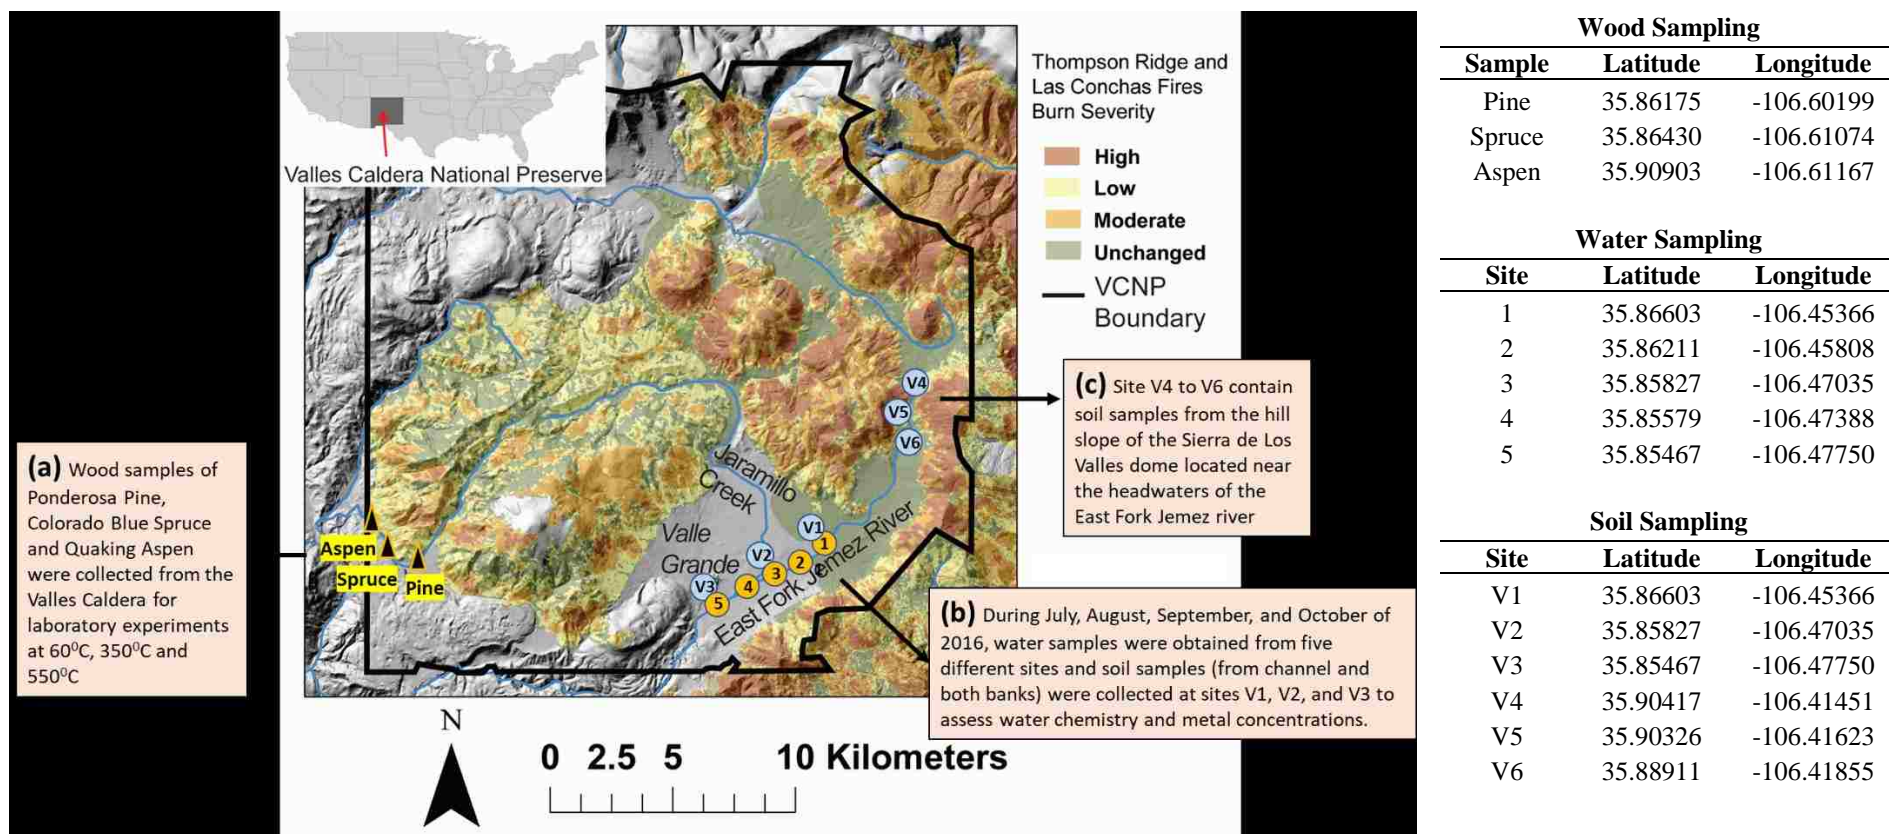 Valles Caldera National Preserve
Thompson Ridge and
Las Conchas Fires
Burn Severity
High
Low
Moderate
Unchanged
VCNP
Boundary
(a) Wood samples of
Ponderosa Pine,
Colorado Blue Spruce
and Quaking Aspen
were collected from the
Valles Caldera for
laboratory experiments
at 60⁰C, 350⁰C and
550⁰C
Aspen
Spruce
Pine
V4
V5
V6
Jaramillo
Creek
Valle
Grande
V1
V2
V3
1
2
3
4
5
East Fork Jemez River
(c) Site V4 to V6 contain
soil samples from the hill
slope of the Sierra de Los
Valles dome located near
the headwaters of the
East Fork Jemez river
(b) During July, August, September, and October of
2016, water samples were obtained from five
different sites and soil samples (from channel and
both banks) were collected at sites V1, V2, and V3 to
assess water chemistry and metal concentrations.
N
0 2.5 5 10 Kilometers
Wood Sampling
Sample Latitude Longitude
Pine 35.86175 -106.60199
Spruce 35.86430 -106.61074
Aspen 35.90903 -106.61167
Water Sampling
Site Latitude Longitude
1 35.86603 -106.45366
2 35.86211 -106.45808
3 35.85827 -106.47035
4 35.85579 -106.47388
5 35.85467 -106.47750
Soil Sampling
Site Latitude Longitude
V1 35.86603 -106.45366
V2 35.85827 -106.47035
V3 35.85467 -106.47750
V4 35.90417 -106.41451
V5 35.90326 -106.41623
V6 35.88911 -106.41855